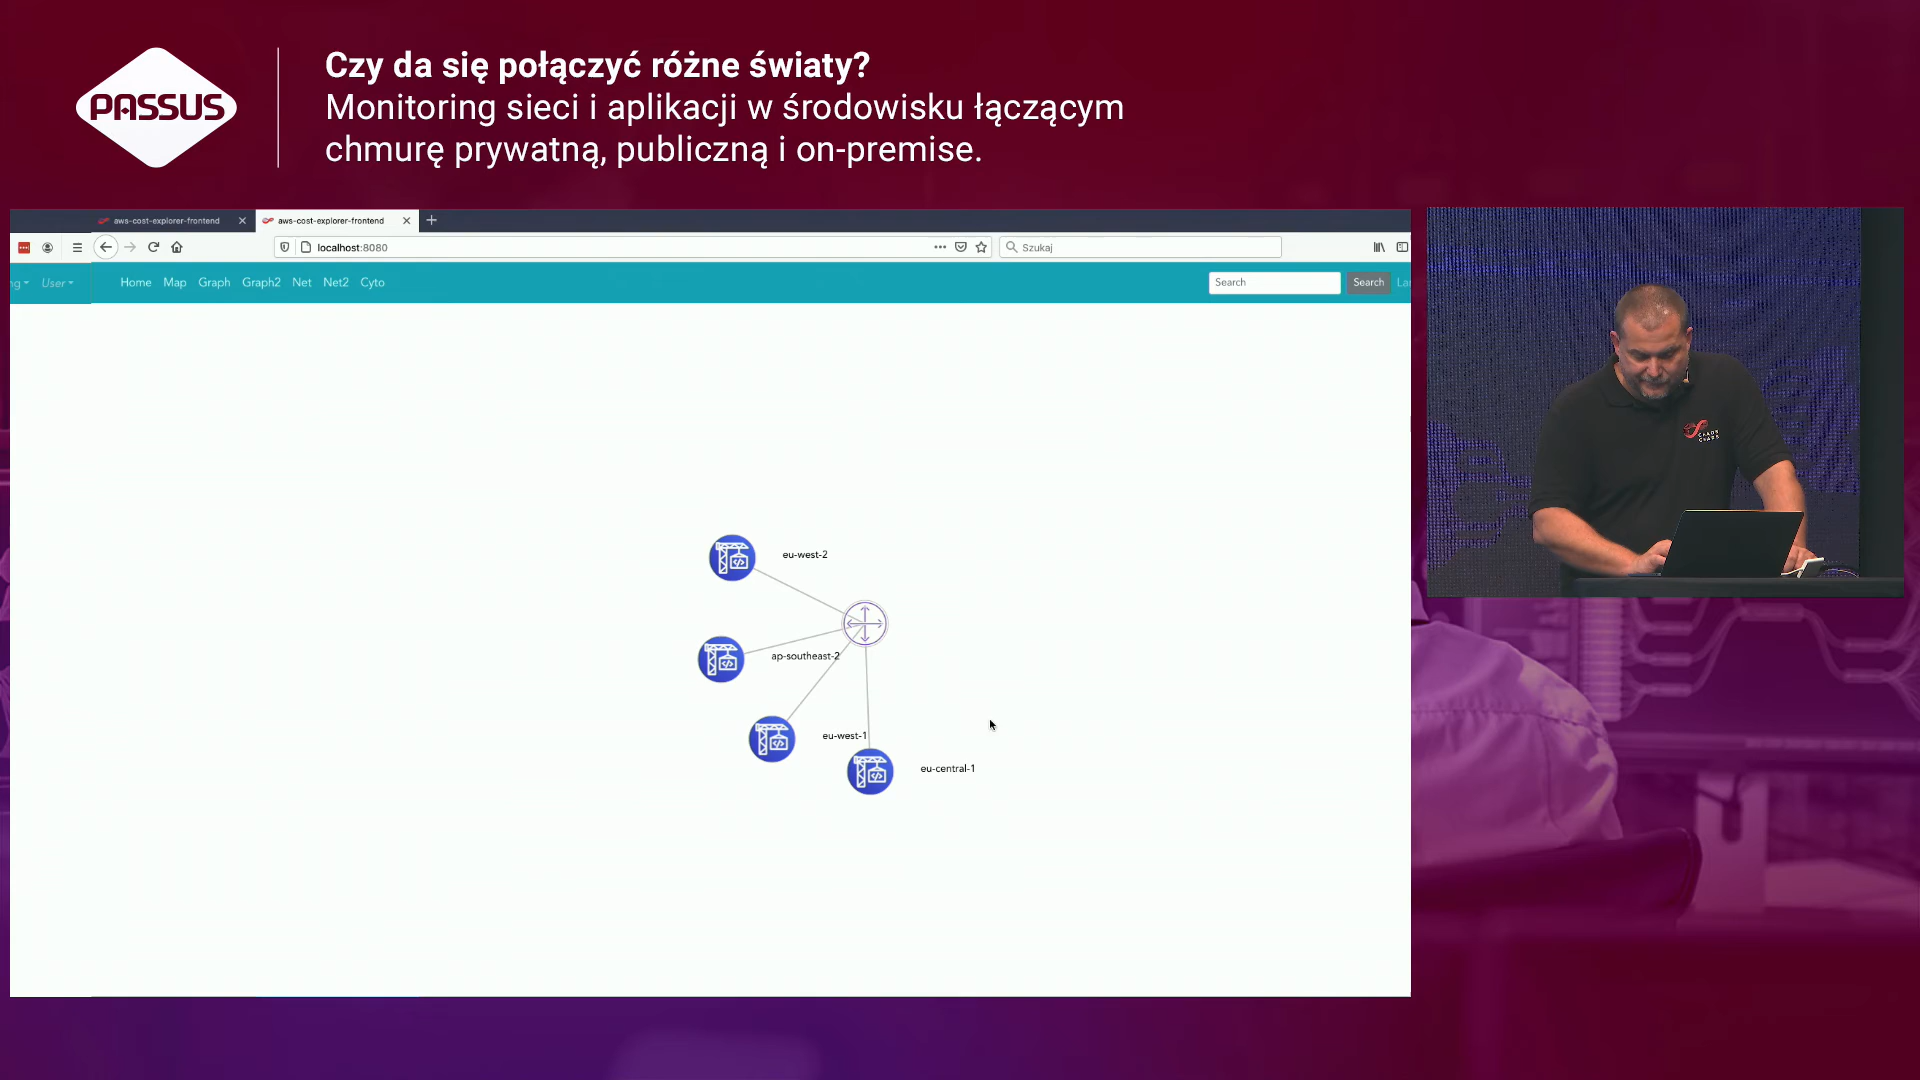 PASSUS
Czy da się połączyć różne światy?
Monitoring sieci i aplikacji w środowisku łączącym
chmurę prywatną, publiczną i on-premise.
aws-cost-explorer-frontend
aws-cost-explorer-frontend
localhost:8080
Szukaj
User
Home Map Graph Graph2 Net Net2 Cyto
Search
Search
eu-west-2
ap-southeast-2
eu-west-1
eu-central-1
CHAOS
GEARS